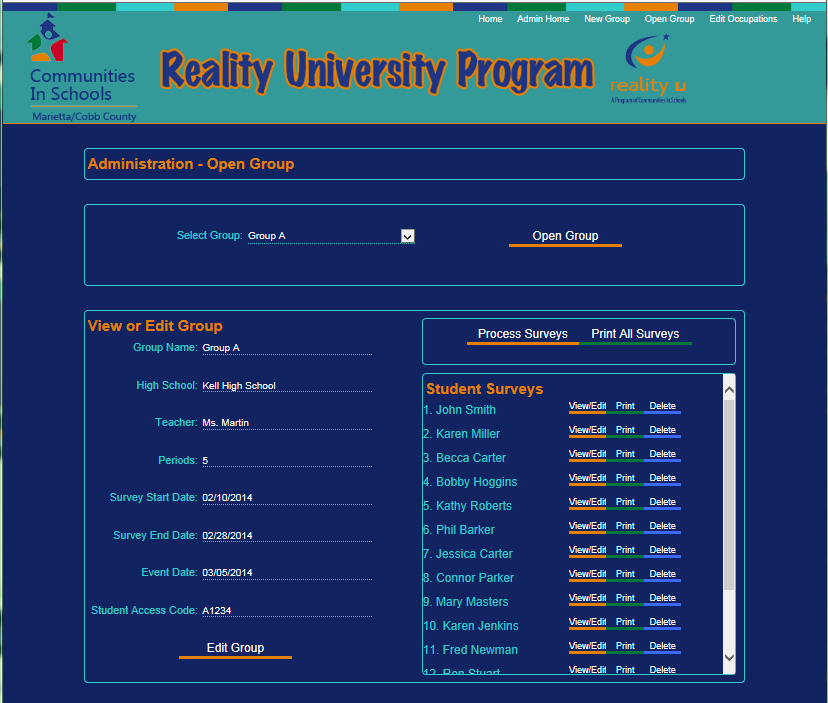 Home Admin Home New Group Open Group Edit Occupations Help
Communities
In Schools
Marietta/Cobb County
Reality University Program
reality u
A Program of Communities In Schools
Administration - Open Group
Select Group: Group A
Open Group
View or Edit Group
Group Name: Group A
High School: Kell High School
Teacher: Ms. Martin
Periods: 5
Survey Start Date: 02/10/2014
Survey End Date: 02/28/2014
Event Date: 03/05/2014
Student Access Code: A1234
Edit Group
Process Surveys Print All Surveys
Student Surveys
1. John Smith View/Edit Print Delete
2. Karen Miller View/Edit Print Delete
3. Becca Carter View/Edit Print Delete
4. Bobby Hoggins View/Edit Print Delete
5. Kathy Roberts View/Edit Print Delete
6. Phil Barker View/Edit Print Delete
7. Jessica Carter View/Edit Print Delete
8. Connor Parker View/Edit Print Delete
9. Mary Masters View/Edit Print Delete
10. Karen Jenkins View/Edit Print Delete
11. Fred Newman View/Edit Print Delete
12. Ron Stuart View/Edit Print Delete